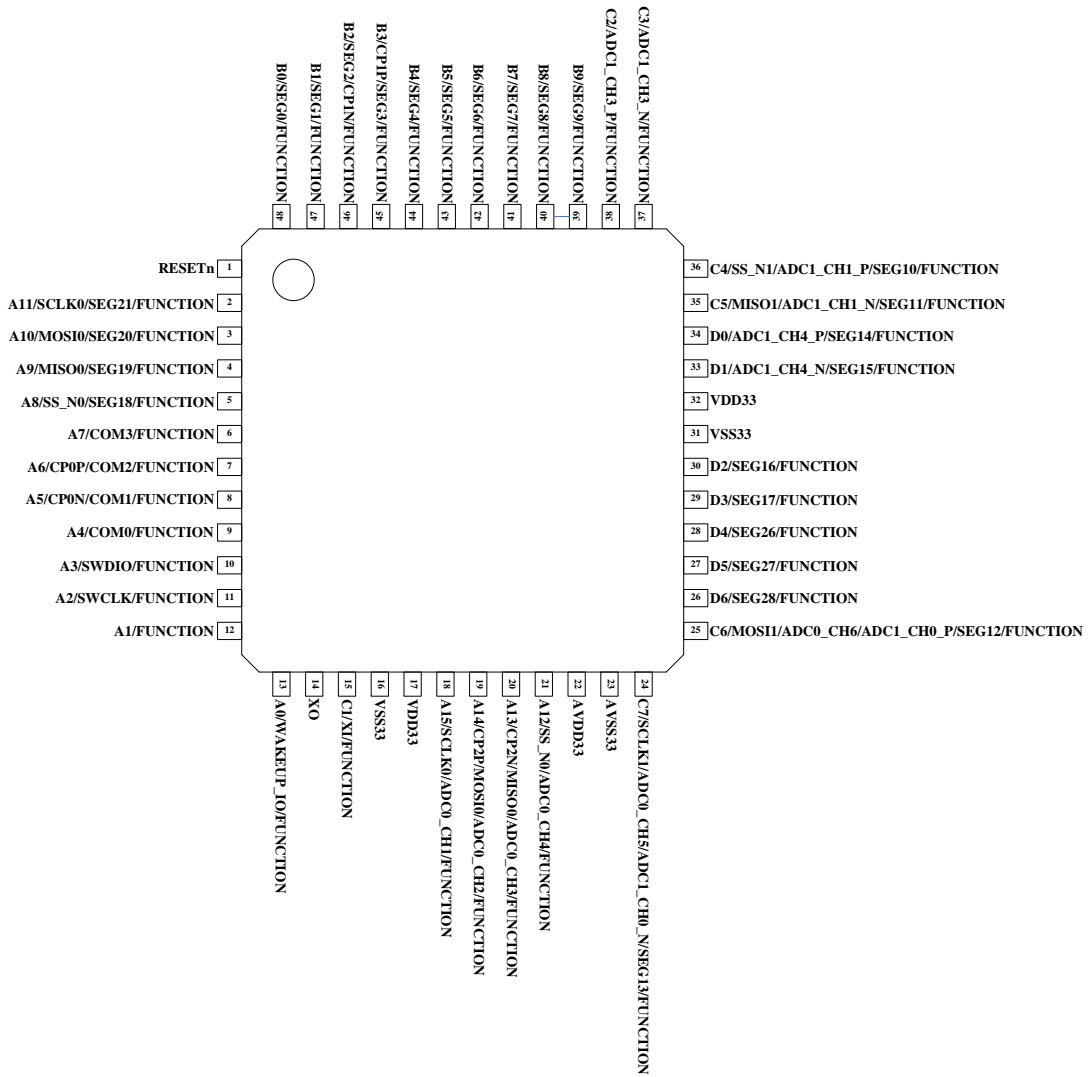 B0/SEG0/FUNCTION
B1/SEG1/FUNCTION
B2/SEG2/CP1N/FUNCTION
B3/CP1P/SEG3/FUNCTION
B4/SEG4/FUNCTION
B5/SEG5/FUNCTION
B6/SEG6/FUNCTION
B7/SEG7/FUNCTION
B8/SEG8/FUNCTION
B9/SEG9/FUNCTION
C2/ADC1_CH3_P/FUNCTION
C3/ADC1_CH3_N/FUNCTION
48
47
46
45
44
43
42
41
40
39
38
37
RESETn 1
A11/SCLK0/SEG21/FUNCTION 2
A10/MOSI0/SEG20/FUNCTION 3
A9/MISO0/SEG19/FUNCTION 4
A8/SS_N0/SEG18/FUNCTION 5
A7/COM3/FUNCTION 6
A6/CP0P/COM2/FUNCTION 7
A5/CP0N/COM1/FUNCTION 8
A4/COM0/FUNCTION 9
A3/SWDIO/FUNCTION 10
A2/SWCLK/FUNCTION 11
A1/FUNCTION 12
36 C4/SS_N1/ADC1_CH1_P/SEG10/FUNCTION
35 C5/MISO1/ADC1_CH1_N/SEG11/FUNCTION
34 D0/ADC1_CH4_P/SEG14/FUNCTION
33 D1/ADC1_CH4_N/SEG15/FUNCTION
32 VDD33
31 VSS33
30 D2/SEG16/FUNCTION
29 D3/SEG17/FUNCTION
28 D4/SEG26/FUNCTION
27 D5/SEG27/FUNCTION
26 D6/SEG28/FUNCTION
25 C6/MOSI1/ADC0_CH6/ADC1_CH0_P/SEG12/FUNCTION
13
14
15
16
17
18
19
20
21
22
23
24
A0/WAKEUP_IO/FUNCTION
XO
C1/XI/FUNCTION
VSS33
VDD33
A15/SCLK0/ADC0_CH1/FUNCTION
A14/CP2P/MOSI0/ADC0_CH2/FUNCTION
A13/CP2N/MISO0/ADC0_CH3/FUNCTION
A12/SS_N0/ADC0_CH4/FUNCTION
AVDD33
AVSS33
C7/SCLK1/ADC0_CH5/ADC1_CH0_N/SEG13/FUNCTION